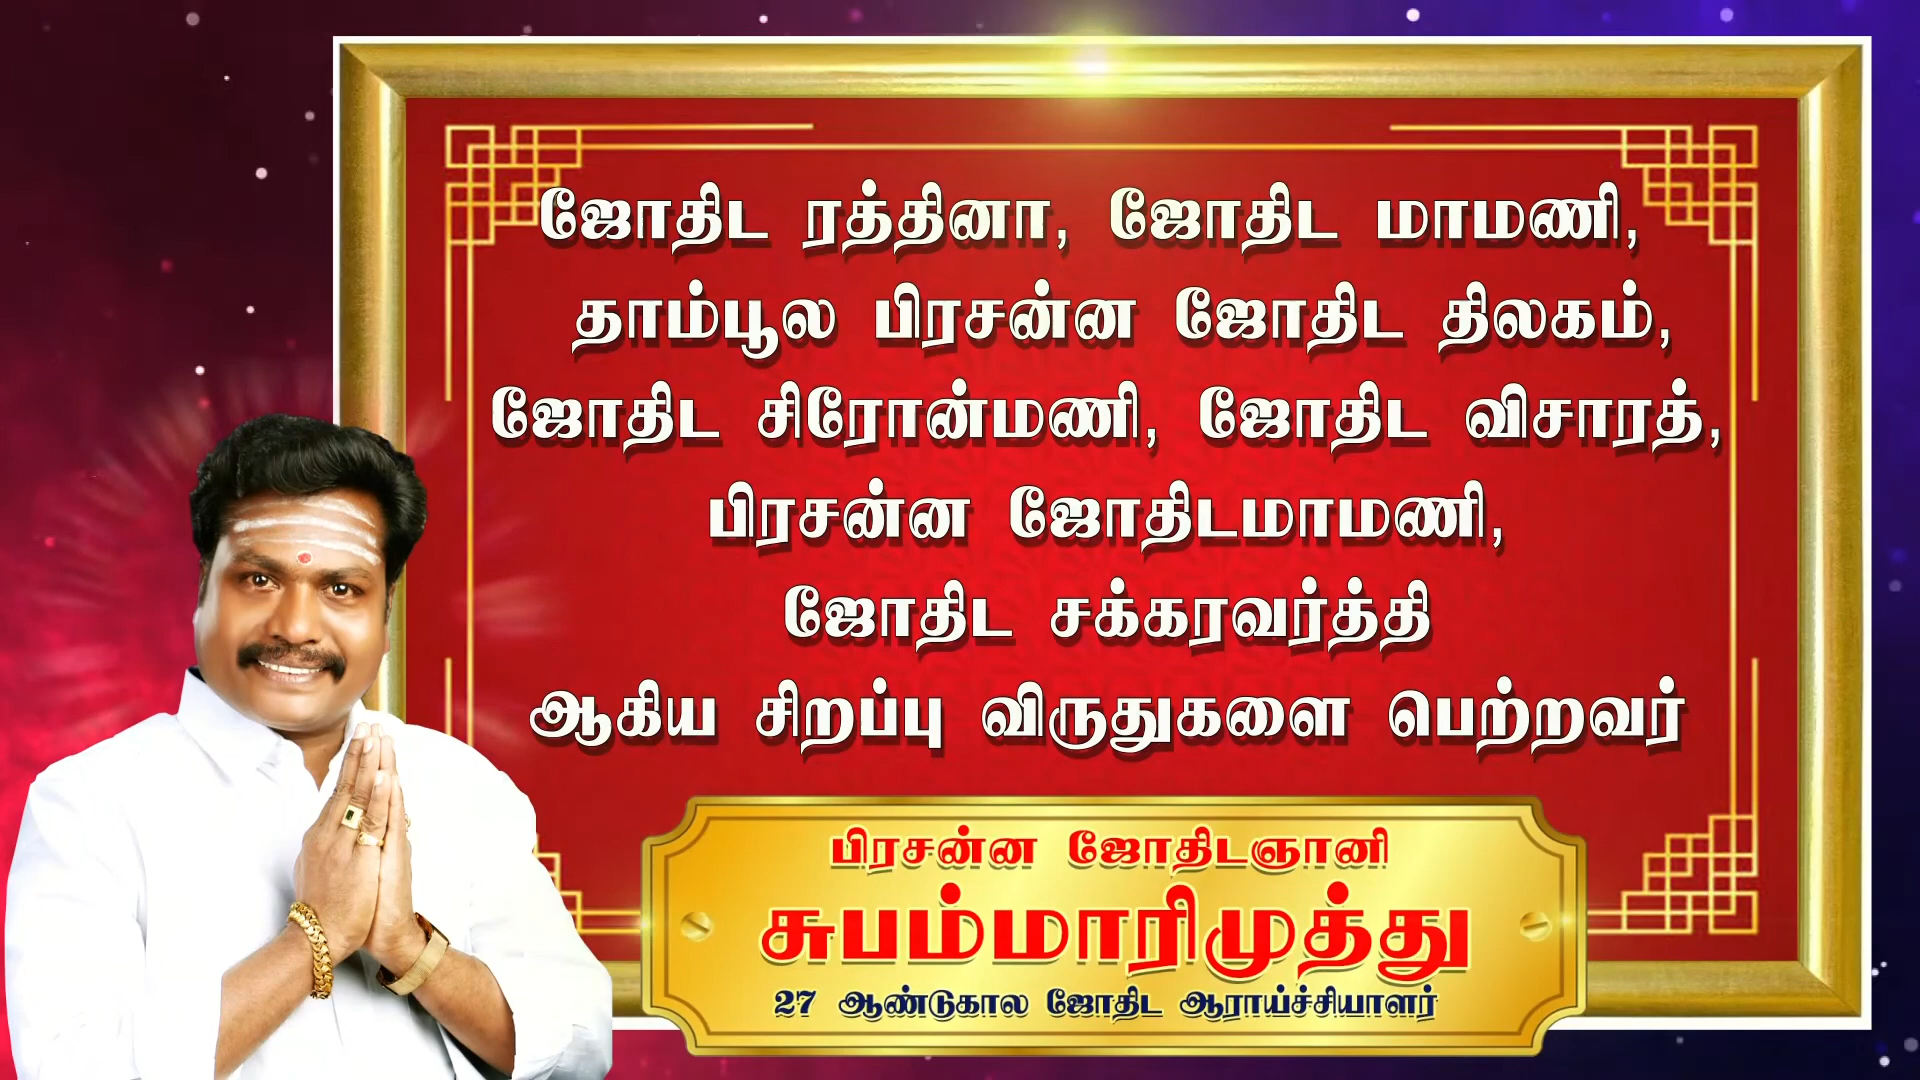 ஜோதிட ரத்தினா, ஜோதிட மாமணி,
தாம்பூல பிரசன்ன ஜோதிட திலகம்,
ஜோதிட சிரோன்மணி, ஜோதிட விசாரத்,
பிரசன்ன ஜோதிடமாமணி,
ஜோதிட சக்கரவர்த்தி
ஆகிய சிறப்பு விருதுகளை பெற்றவர்
பிரசன்ன ஜோதிடஞானி
சுபம்மாரிமுத்து
27 ஆண்டுகால ஜோதிட ஆராய்ச்சியாளர்